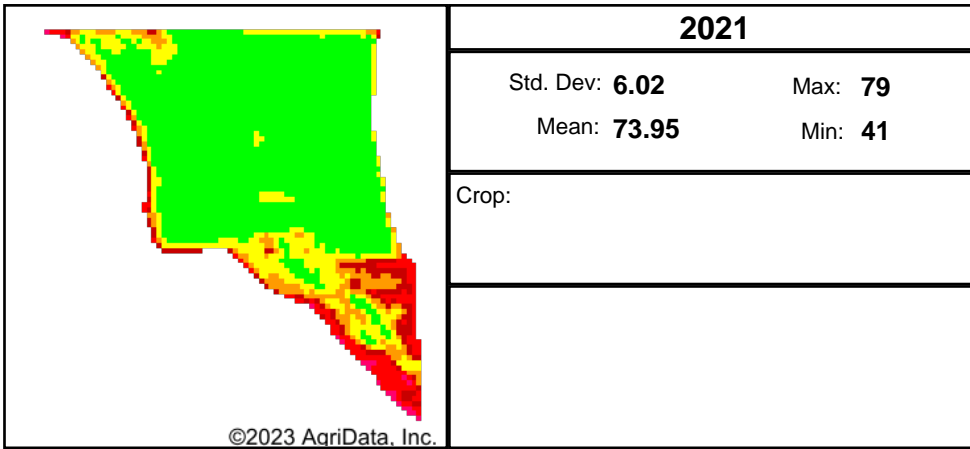 2021
Std. Dev: 6.02 Max: 79
Mean: 73.95 Min: 41
Crop:
©2023 AgriData, Inc.